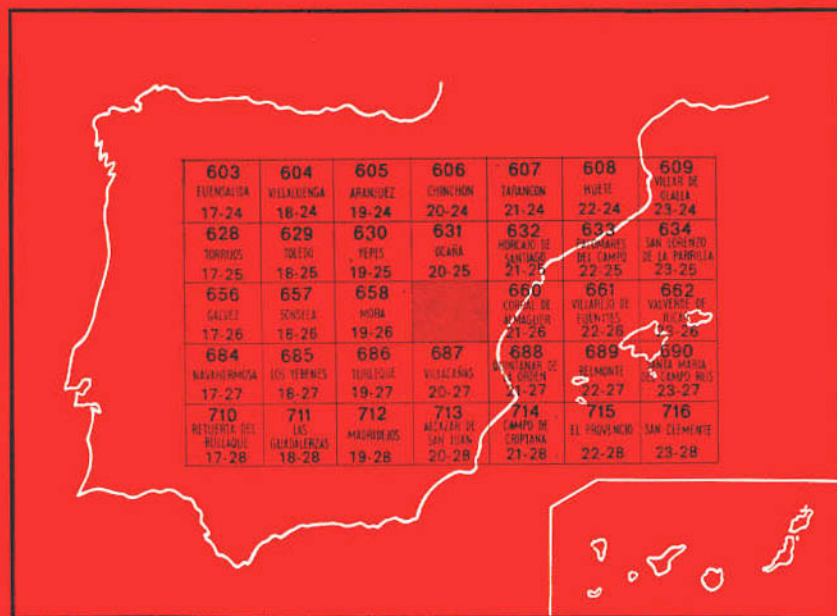 603
FUENSALIDA
17-24
604
VILLALUENGA
18-24
605
ARANJUEZ
19-24
606
CHINCHON
20-24
607
TARANCON
21-24
608
HUETE
22-24
609
VILLAR DE
OLALLA
23-24
628
TORRIJOS
17-25
629
TOLEDO
18-25
630
YEPES
19-25
631
OCAÑA
20-25
632
HORCAJO DE
SANTIAGO
21-25
633
PALOMARES
DEL CAMPO
22-25
634
SAN LORENZO
DE LA PARRILLA
23-25
656
GALVEZ
17-26
657
SONSECA
18-26
658
MORA
19-26
660
CORRAL DE
ALMAGUER
21-26
661
VILLAREJO DE
FUENTES
22-26
662
VALVERDE DE
JUCAR
23-26
684
NAVAHERMOSA
17-27
685
LOS YEBENES
18-27
686
TURLEQUE
19-27
687
VILLACAÑAS
20-27
688
QUINTANAR DE
LA ORDEN
21-27
689
BELMONTE
22-27
690
SANTA MARIA
DEL CAMPO RUS
23-27
710
RETUERTA DEL
BULLAQUE
17-28
711
LAS
GUADALERZAS
18-28
712
MADRIDEJOS
19-28
713
ALCAZAR DE
SAN JUAN
20-28
714
CAMPO DE
CRIPTANA
21-28
715
EL PROVENCIO
22-28
716
SAN CLEMENTE
23-28